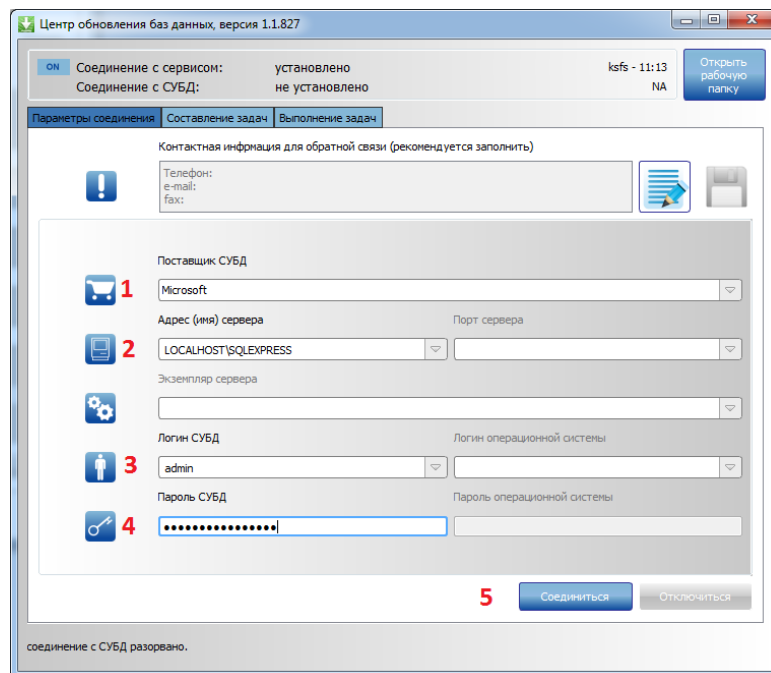 Центр обновления баз данных, версия 1.1.827
ON Соединение с сервисом: установлено ksfs - 11:13
Соединение с СУБД: не установлено NA
Открыть
рабочую
папку
Параметры соединения Составление задач Выполнение задач
Контактная инфрмация для обратной связи (рекомендуется заполнить)
Телефон:
e-mail:
fax:
Поставщик СУБД
1 Microsoft
Адрес (имя) сервера Порт сервера
2 LOCALHOST\SQLEXPRESS
Экземпляр сервера
Логин СУБД Логин операционной системы
3 admin
Пароль СУБД Пароль операционной системы
4 ••••••••••••••••
5 Соединиться Отключиться
соединение с СУБД разорвано.